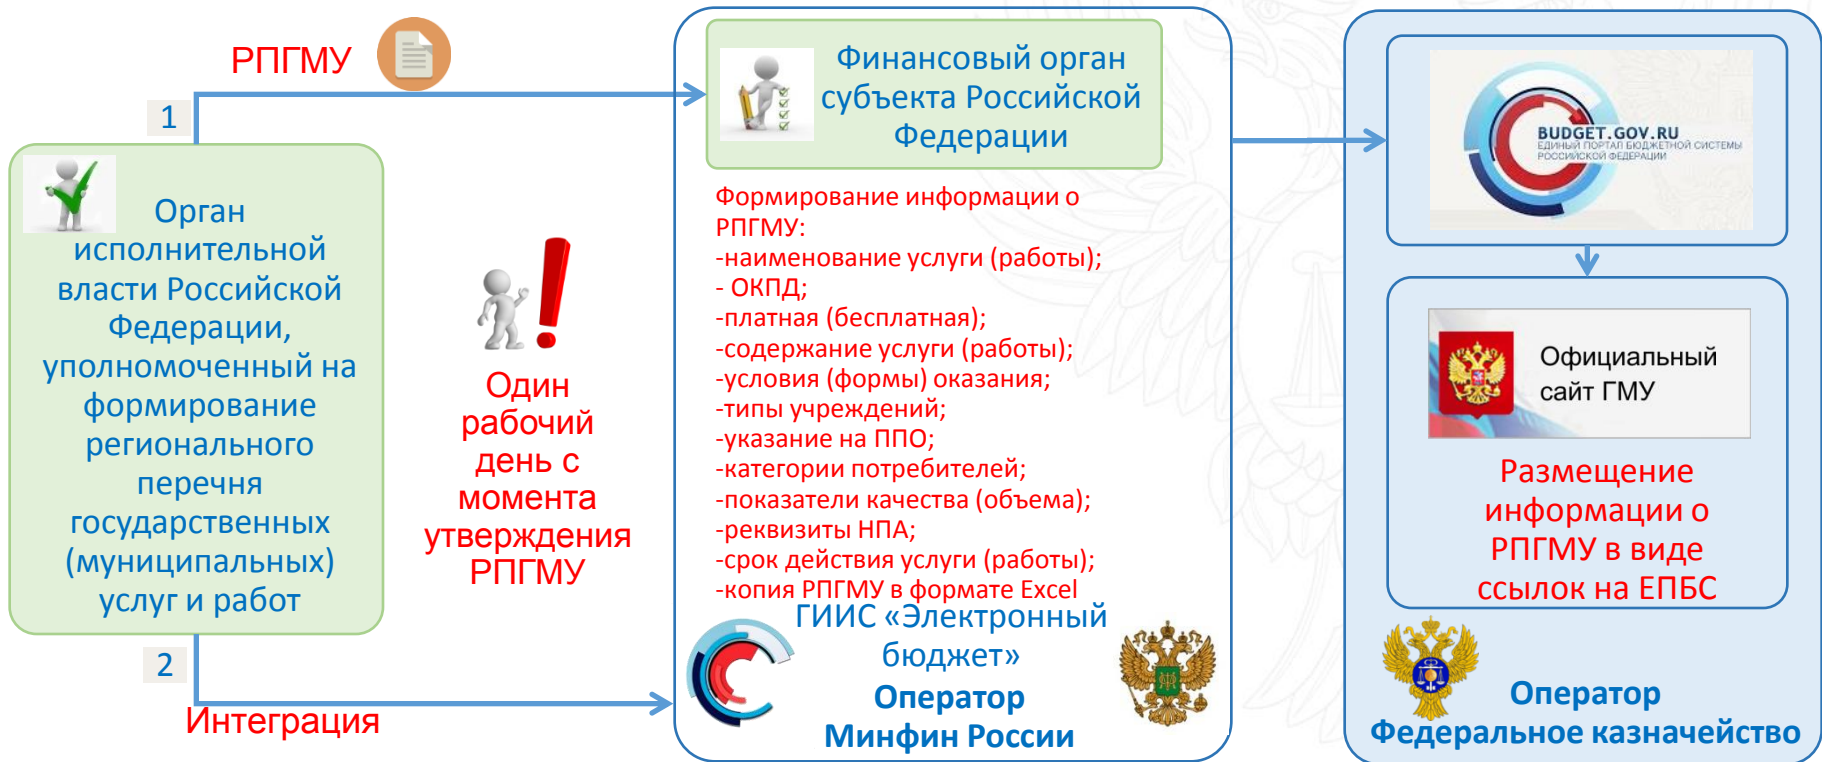 РПГМУ
1
Орган
исполнительной
власти Российской
Федерации,
уполномоченный на
формирование
регионального
перечня
государственных
(муниципальных)
услуг и работ
2
Интеграция
Один
рабочий
день с
момента
утверждения
РПГМУ
Финансовый орган
субъекта Российской
Федерации
Формирование информации о
РПГМУ:
-наименование услуги (работы);
- ОКПД;
-платная (бесплатная);
-содержание услуги (работы);
-условия (формы) оказания;
-типы учреждений;
-указание на ППО;
-категории потребителей;
-показатели качества (объема);
-реквизиты НПА;
-срок действия услуги (работы);
-копия РПГМУ в формате Excel
ГИИС «Электронный
бюджет»
Оператор
Минфин России
BUDGET.GOV.RU
ЕДИНЫЙ ПОРТАЛ БЮДЖЕТНОЙ СИСТЕМЫ
РОССИЙСКОЙ ФЕДЕРАЦИИ
Официальный
сайт ГМУ
Размещение
информации о
РПГМУ в виде
ссылок на ЕПБС
Оператор
Федеральное казначейство